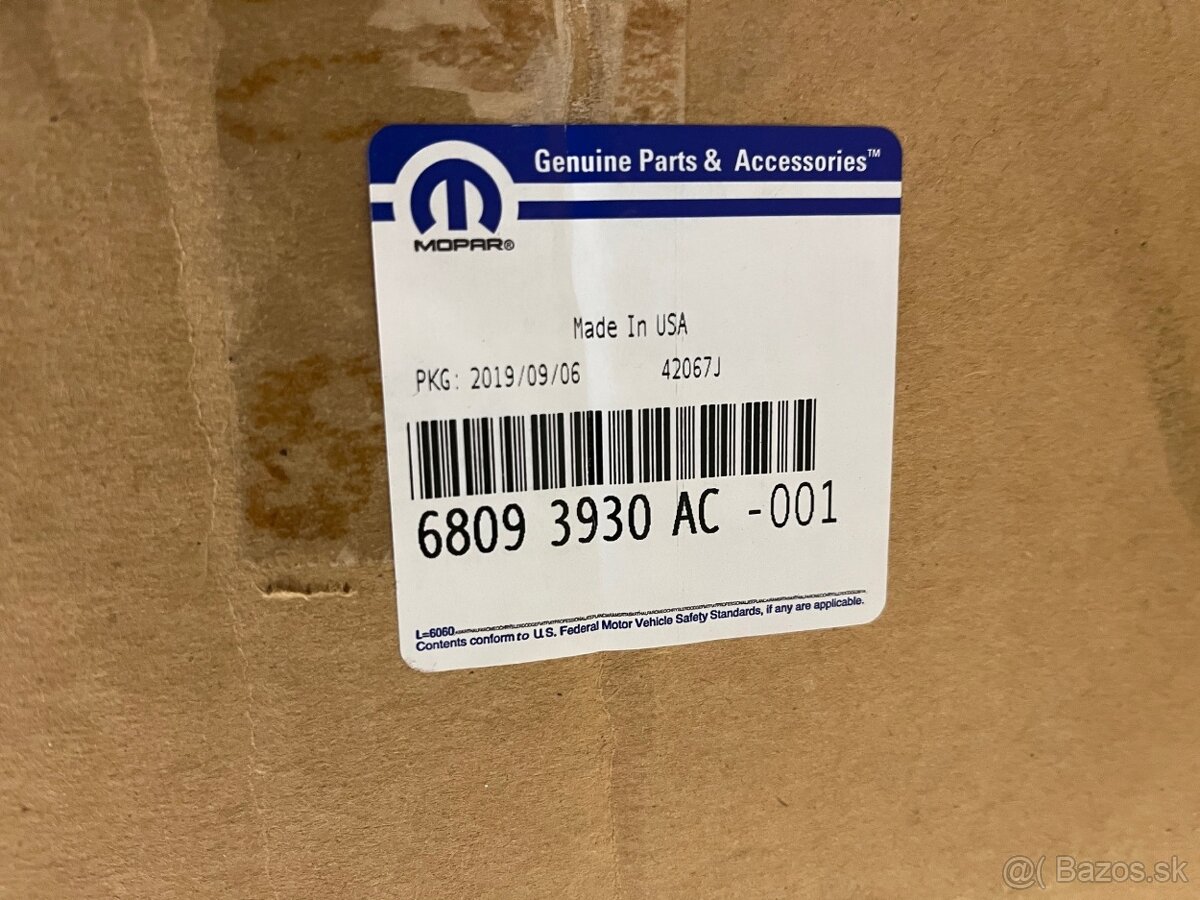 Genuine Parts & Accessories™
MOPAR®
Made In USA
PKG: 2019/09/06 42067J
6809 3930 AC -001
L=6060
Contents conform to U.S. Federal Motor Vehicle Safety Standards, if any are applicable.
@( Bazos.sk